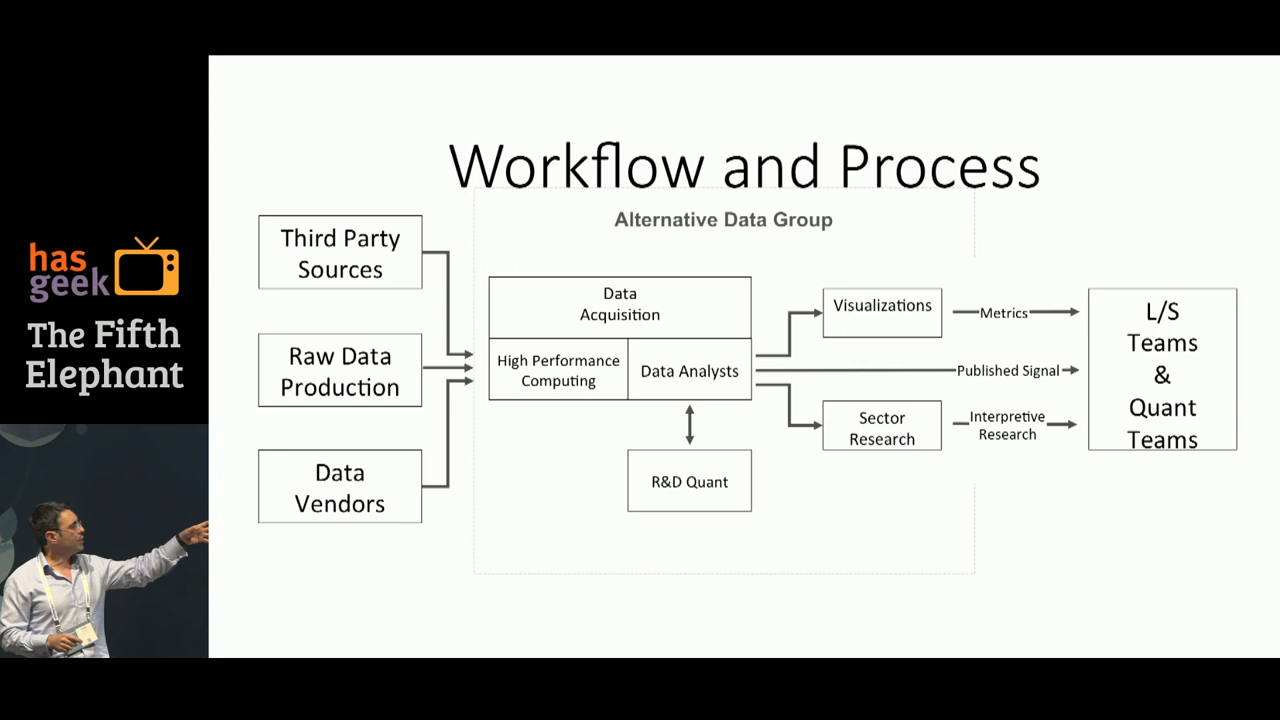 has
geek
The Fifth
Elephant
Workflow and Process
Alternative Data Group
Third Party
Sources
Raw Data
Production
Data
Vendors
Data
Acquisition
High Performance
Computing
Data Analysts
R&D Quant
Visualizations
Sector
Research
Metrics
Published Signal
Interpretive
Research
L/S
Teams
&
Quant
Teams